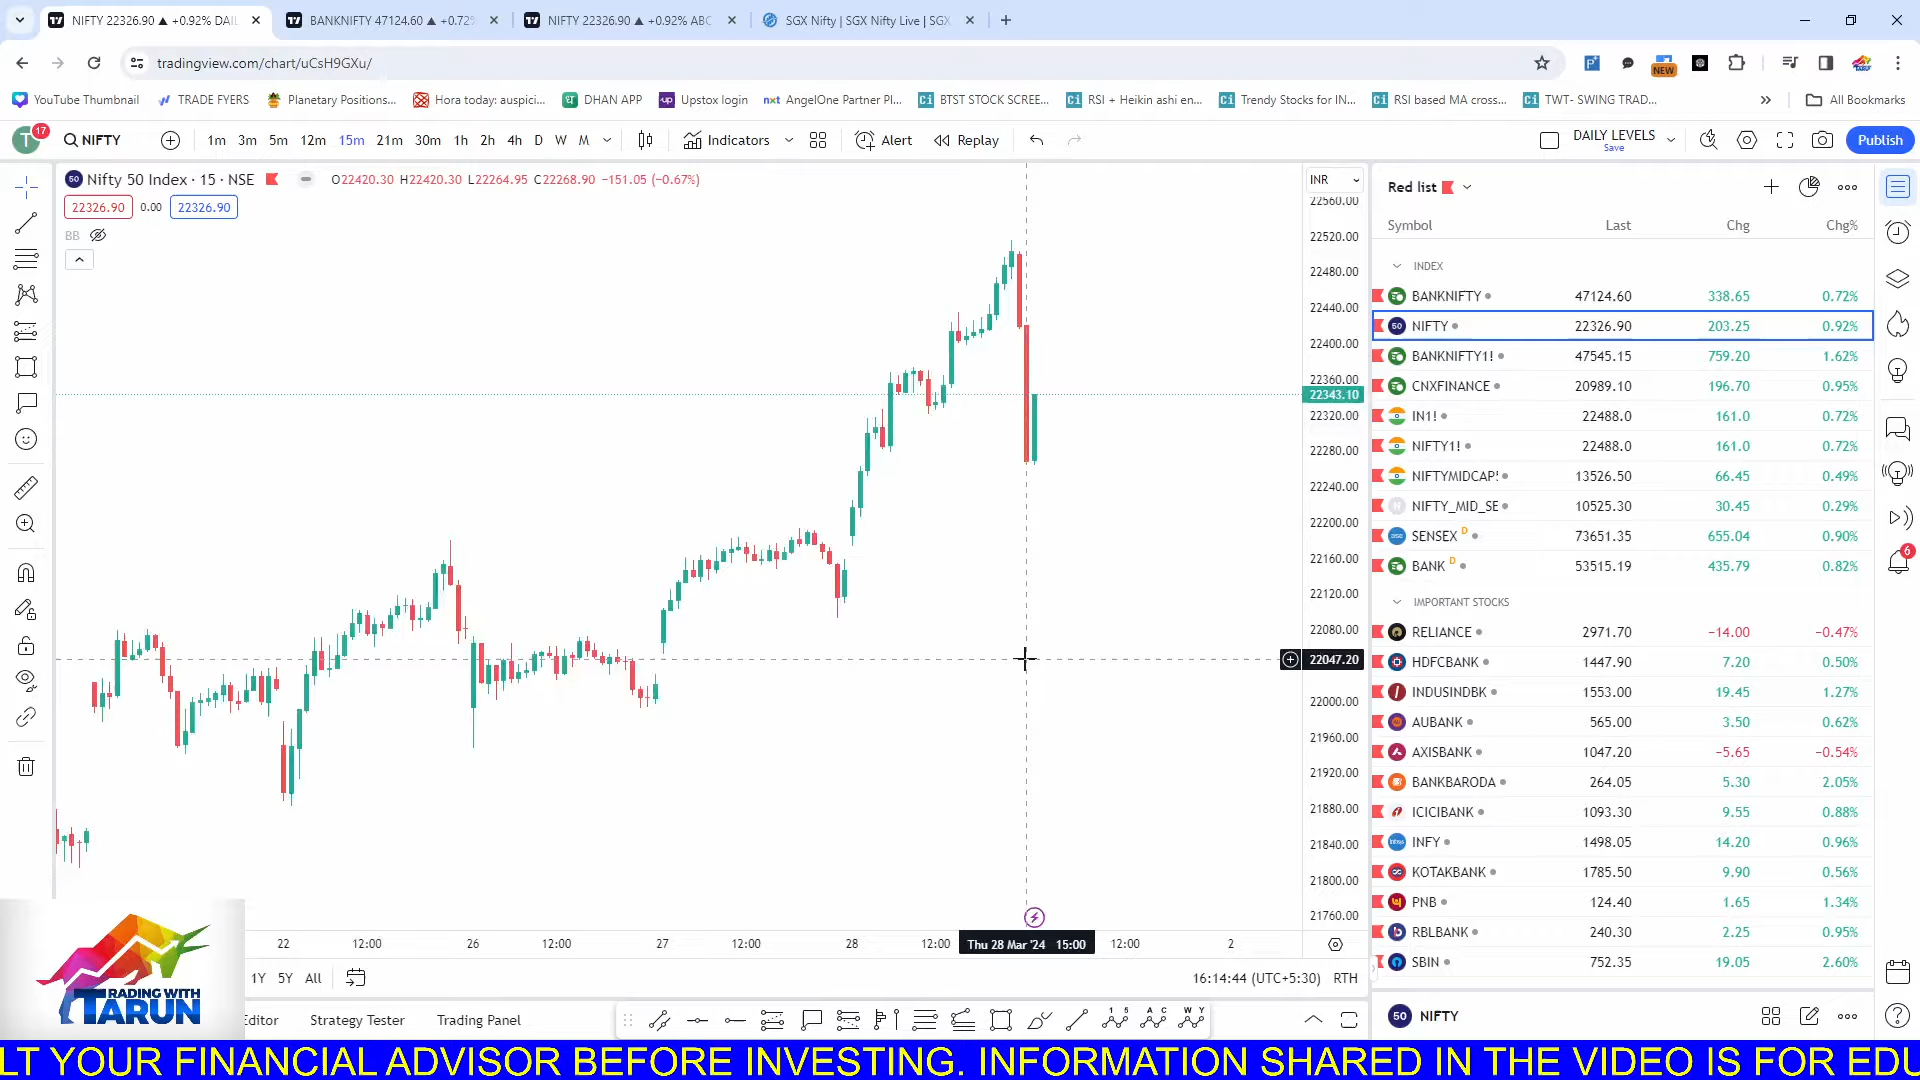 NIFTY 22326.90 ▲ +0.92% DAIL
BANKNIFTY 47124.60 ▲ +0.72%
NIFTY 22326.90 ▲ +0.92% ABC
SGX Nifty | SGX Nifty Live | SGX
tradingview.com/chart/uCsH9GXu/
NEW
YouTube Thumbnail
TRADE FYERS
Planetary Positions...
Hora today: auspici...
DHAN APP
Upstox login
AngelOne Partner Pl...
BTST STOCK SCREE...
RSI + Heikin ashi en...
Trendy Stocks for IN...
RSI based MA cross...
TWT- SWING TRAD...
All Bookmarks
T 17
NIFTY
1m 3m 5m 12m 15m 21m 30m 1h 2h 4h D W M
Indicators
Alert
Replay
DAILY LEVELS
Save
Publish
Nifty 50 Index · 15 · NSE
O22420.30 H22420.30 L22264.95 C22268.90 −151.05 (−0.67%)
22326.90 0.00 22326.90
BB
INR
22560.00
22520.00
22480.00
22440.00
22400.00
22360.00
22343.10
22320.00
22280.00
22240.00
22200.00
22160.00
22120.00
22080.00
22047.20
22000.00
21960.00
21920.00
21880.00
21840.00
21800.00
21760.00
22 12:00 26 12:00 27 12:00 28 12:00 Thu 28 Mar '24 15:00 12:00 2
1Y 5Y All
16:14:44 (UTC+5:30) RTH
Editor
Strategy Tester
Trading Panel
Red list
Symbol Last Chg Chg%
INDEX
BANKNIFTY 47124.60 338.65 0.72%
NIFTY 22326.90 203.25 0.92%
BANKNIFTY1! 47545.15 759.20 1.62%
CNXFINANCE 20989.10 196.70 0.95%
IN1! 22488.0 161.0 0.72%
NIFTY1! 22488.0 161.0 0.72%
NIFTYMIDCAP! 13526.50 66.45 0.49%
NIFTY_MID_SE 10525.30 30.45 0.29%
SENSEX D 73651.35 655.04 0.90%
BANK D 53515.19 435.79 0.82%
IMPORTANT STOCKS
RELIANCE 2971.70 −14.00 −0.47%
HDFCBANK 1447.90 7.20 0.50%
INDUSINDBK 1553.00 19.45 1.27%
AUBANK 565.00 3.50 0.62%
AXISBANK 1047.20 −5.65 −0.54%
BANKBARODA 264.05 5.30 2.05%
ICICIBANK 1093.30 9.55 0.88%
INFY 1498.05 14.20 0.96%
KOTAKBANK 1785.50 9.90 0.56%
PNB 124.40 1.65 1.34%
RBLBANK 240.30 2.25 0.95%
SBIN 752.35 19.05 2.60%
50 NIFTY
6
TRADING WITH
TARUN
LT YOUR FINANCIAL ADVISOR BEFORE INVESTING. INFORMATION SHARED IN THE VIDEO IS FOR EDU